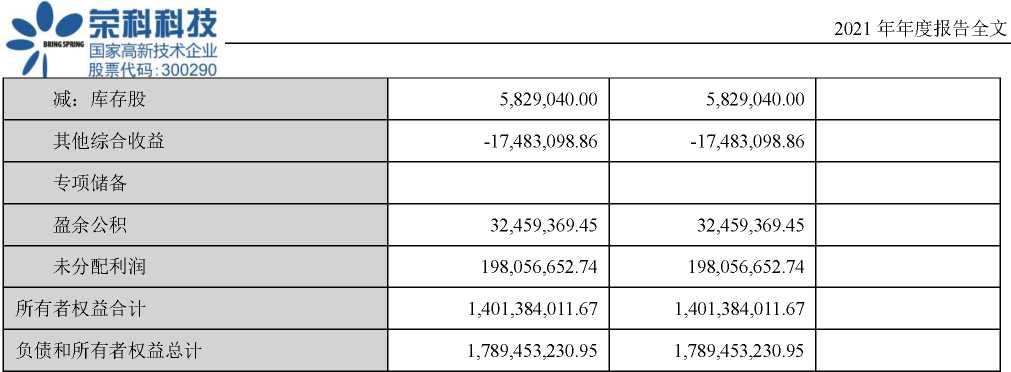 荣科科技
BRING SPRING
国家高新技术企业
股票代码：300290
2021 年年度报告全文
减：库存股 5,829,040.00 5,829,040.00
其他综合收益 -17,483,098.86 -17,483,098.86
专项储备
盈余公积 32,459,369.45 32,459,369.45
未分配利润 198,056,652.74 198,056,652.74
所有者权益合计 1,401,384,011.67 1,401,384,011.67
负债和所有者权益总计 1,789,453,230.95 1,789,453,230.95